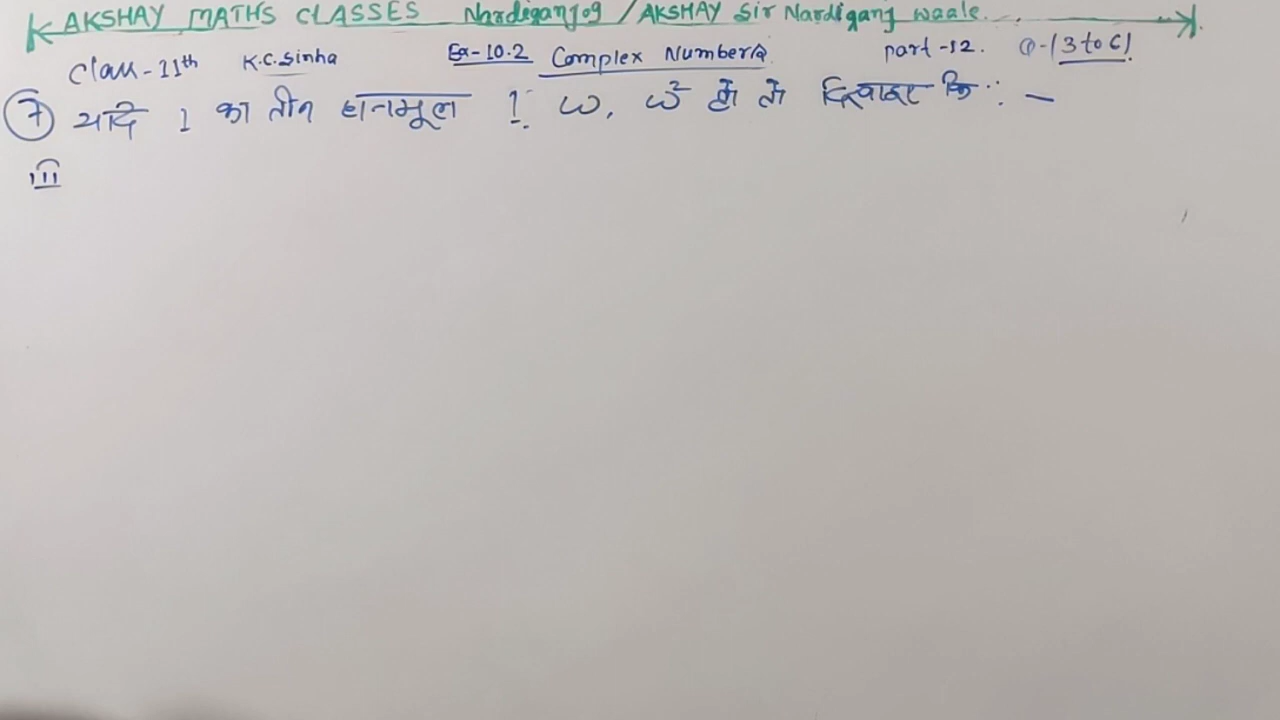 AKSHAY MATHS CLASSES Nardiganj09 / AKSHAY Sir Nardiganj waale.
Class-11th K.C.Sinha Ex-10.2 Complex Numbers part-12. Q-(3 to 6)
(7) यदि 1 का तीन घनमूल 1, ω, ω² हो तो दिखाइए कि :-
iii